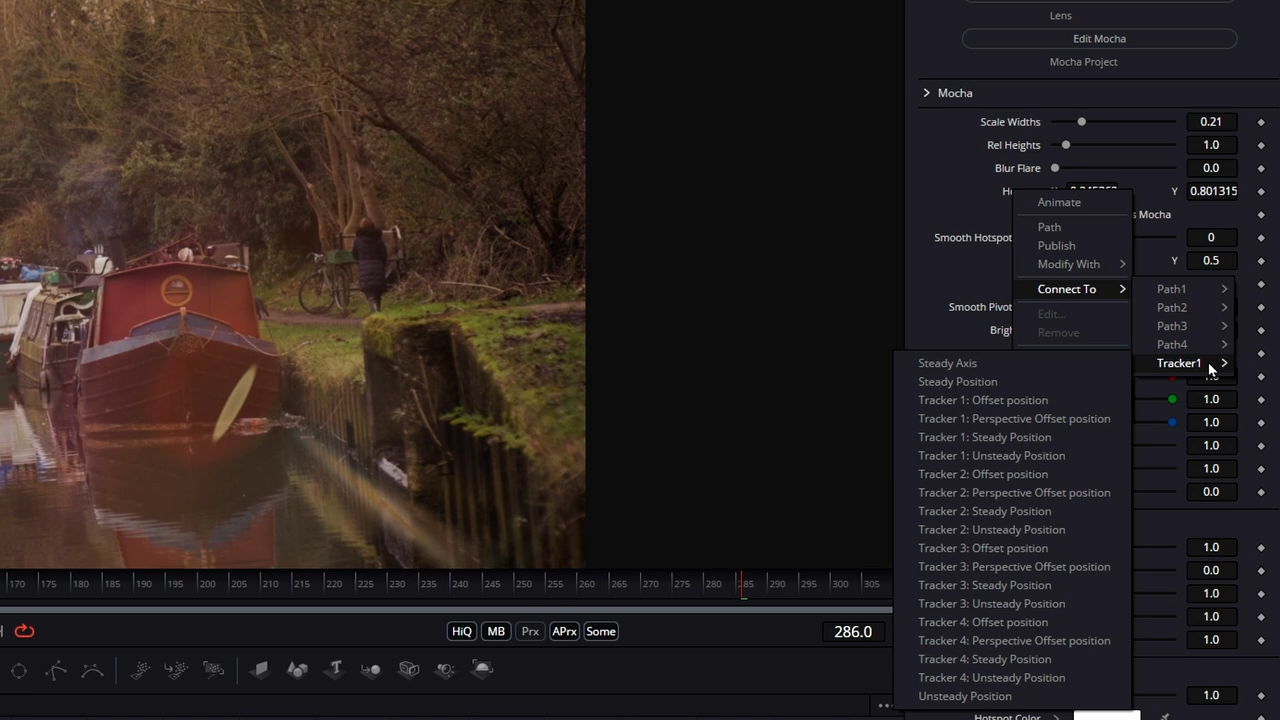 Lens
Edit Mocha
Mocha Project
Mocha
Scale Widths 0.21
Rel Heights 1.0
Blur Flare 0.0
Y 0.801315
Animate
s Mocha
Path
Smooth Hotspot 0
Publish
Modify With
Y 0.5
Connect To
Path1
Path2
Edit...
Smooth Pivot
Path3
Remove
Path4
Steady Axis
Tracker1
Steady Position
Tracker 1: Offset position
1.0
Tracker 1: Perspective Offset position
1.0
Tracker 1: Steady Position
1.0
Tracker 1: Unsteady Position
1.0
Tracker 2: Offset position
Tracker 2: Perspective Offset position
0.0
Tracker 2: Steady Position
Tracker 2: Unsteady Position
Tracker 3: Offset position
1.0
Tracker 3: Perspective Offset position
0.0
Tracker 3: Steady Position
1.0
Tracker 3: Unsteady Position
1.0
Tracker 4: Offset position
Tracker 4: Perspective Offset position
1.0
Tracker 4: Steady Position
Tracker 4: Unsteady Position
Unsteady Position
1.0
Hotspot Color
170 175 180 185 190 195 200 205 210 215 220 225 230 235 240 245 250 255 260 265 270 275 280 285 290 295 300 305
HiQ MB Prx APrx Some 286.0